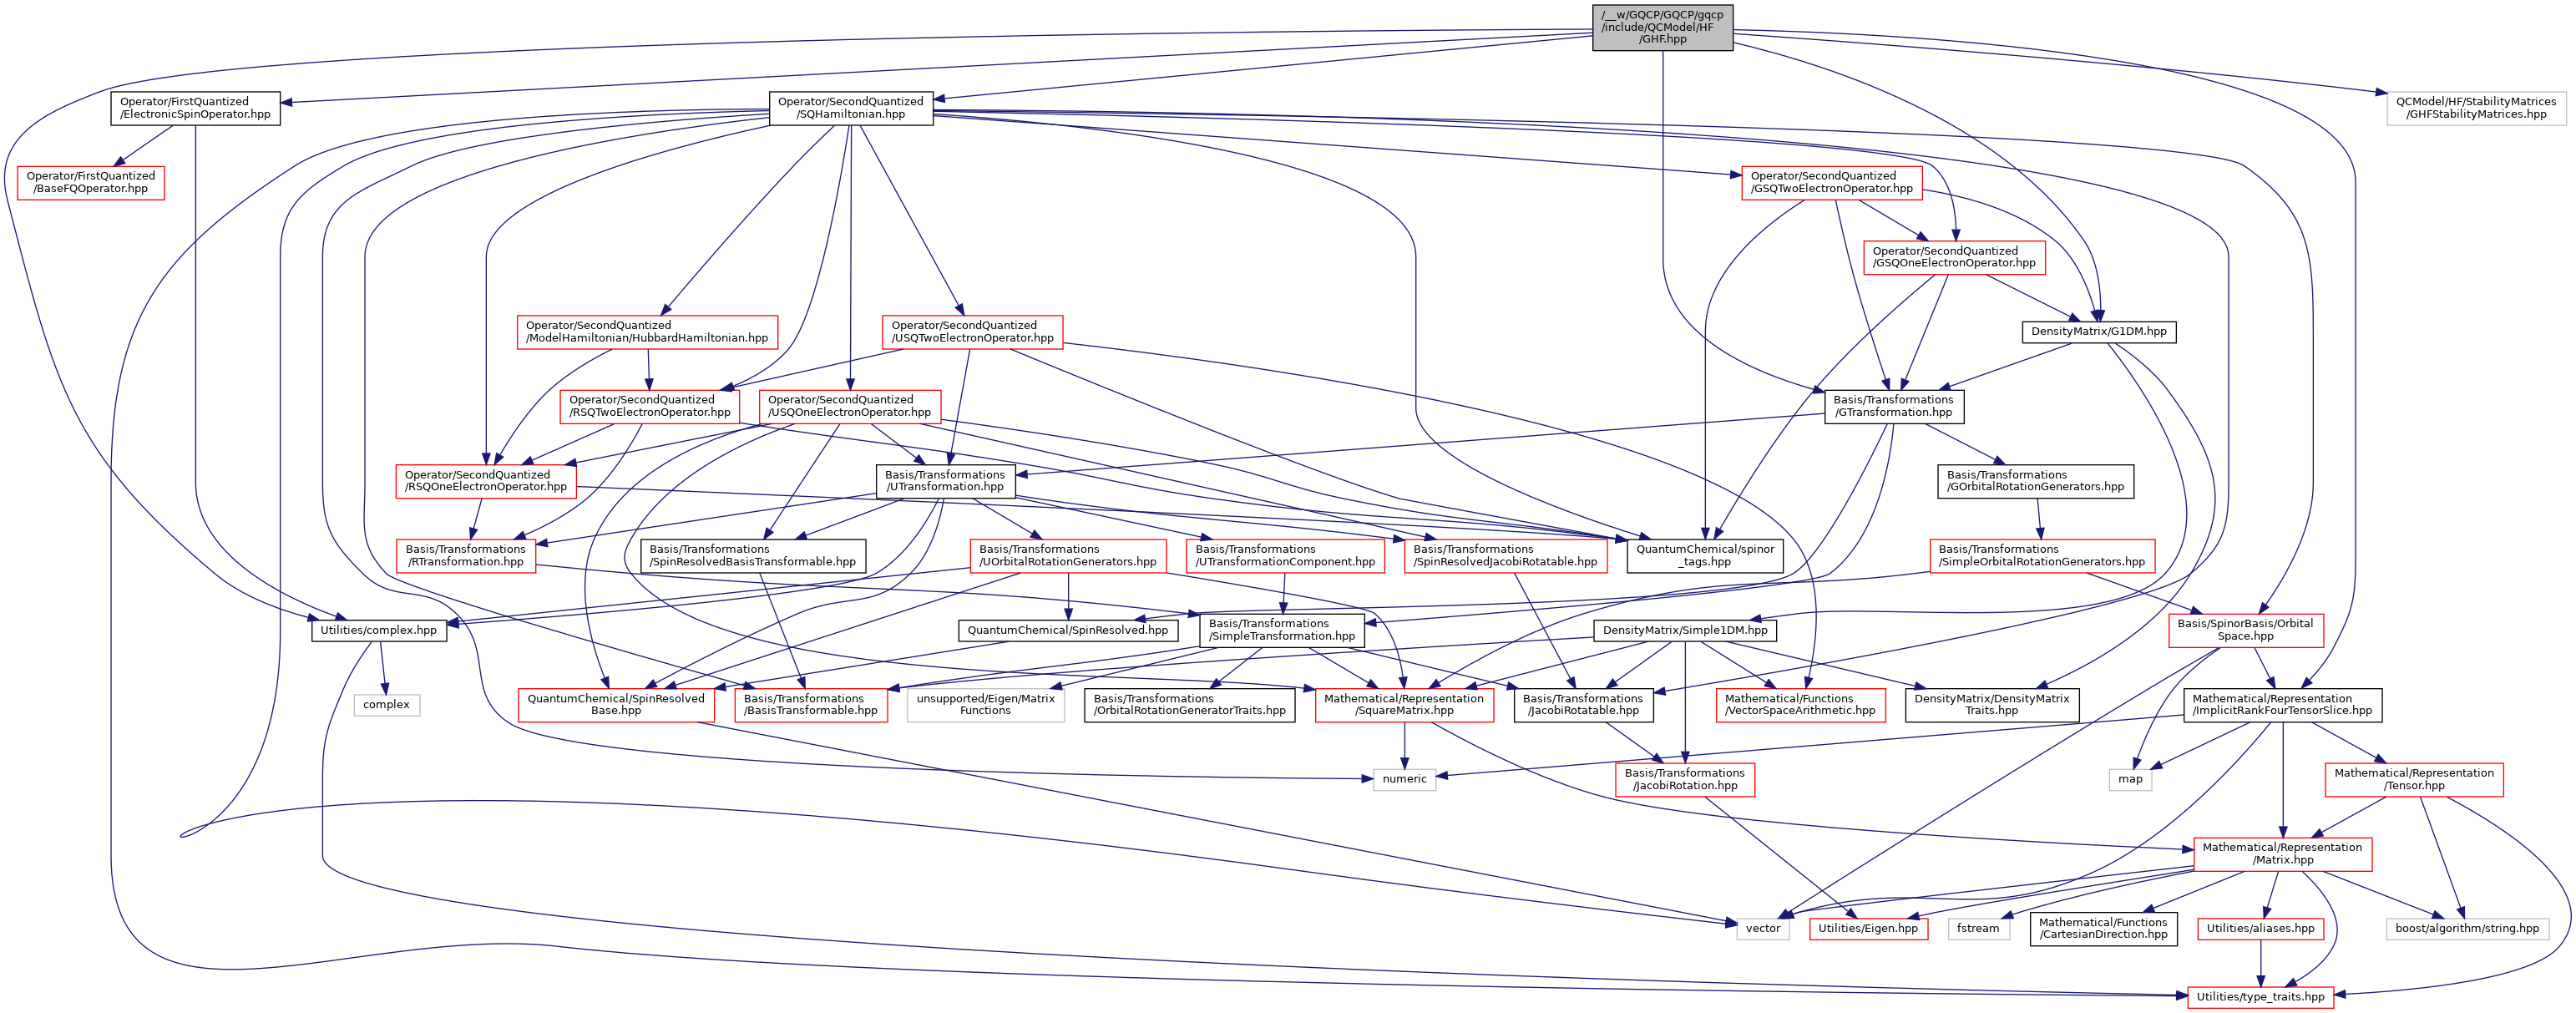 /__w/GQCP/GQCP/gqcp
/include/QCModel/HF
/GHF.hpp
Operator/FirstQuantized
/ElectronicSpinOperator.hpp
Operator/SecondQuantized
/SQHamiltonian.hpp
QCModel/HF/StabilityMatrices
/GHFStabilityMatrices.hpp
Operator/FirstQuantized
/BaseFQOperator.hpp
Operator/SecondQuantized
/GSQTwoElectronOperator.hpp
Operator/SecondQuantized
/GSQOneElectronOperator.hpp
Operator/SecondQuantized
/ModelHamiltonian/HubbardHamiltonian.hpp
Operator/SecondQuantized
/USQTwoElectronOperator.hpp
DensityMatrix/G1DM.hpp
Operator/SecondQuantized
/RSQTwoElectronOperator.hpp
Operator/SecondQuantized
/USQOneElectronOperator.hpp
Basis/Transformations
/GTransformation.hpp
Operator/SecondQuantized
/RSQOneElectronOperator.hpp
Basis/Transformations
/UTransformation.hpp
Basis/Transformations
/GOrbitalRotationGenerators.hpp
Basis/Transformations
/RTransformation.hpp
Basis/Transformations
/SpinResolvedBasisTransformable.hpp
Basis/Transformations
/UOrbitalRotationGenerators.hpp
Basis/Transformations
/UTransformationComponent.hpp
Basis/Transformations
/SpinResolvedJacobiRotatable.hpp
QuantumChemical/spinor
_tags.hpp
Basis/Transformations
/SimpleOrbitalRotationGenerators.hpp
Utilities/complex.hpp
QuantumChemical/SpinResolved.hpp
Basis/Transformations
/SimpleTransformation.hpp
DensityMatrix/Simple1DM.hpp
Basis/SpinorBasis/Orbital
Space.hpp
complex
QuantumChemical/SpinResolved
Base.hpp
Basis/Transformations
/BasisTransformable.hpp
unsupported/Eigen/Matrix
Functions
Basis/Transformations
/OrbitalRotationGeneratorTraits.hpp
Mathematical/Representation
/SquareMatrix.hpp
Basis/Transformations
/JacobiRotatable.hpp
Mathematical/Functions
/VectorSpaceArithmetic.hpp
DensityMatrix/DensityMatrix
Traits.hpp
Mathematical/Representation
/ImplicitRankFourTensorSlice.hpp
numeric
Basis/Transformations
/JacobiRotation.hpp
map
Mathematical/Representation
/Tensor.hpp
Mathematical/Representation
/Matrix.hpp
vector
Utilities/Eigen.hpp
fstream
Mathematical/Functions
/CartesianDirection.hpp
Utilities/aliases.hpp
boost/algorithm/string.hpp
Utilities/type_traits.hpp